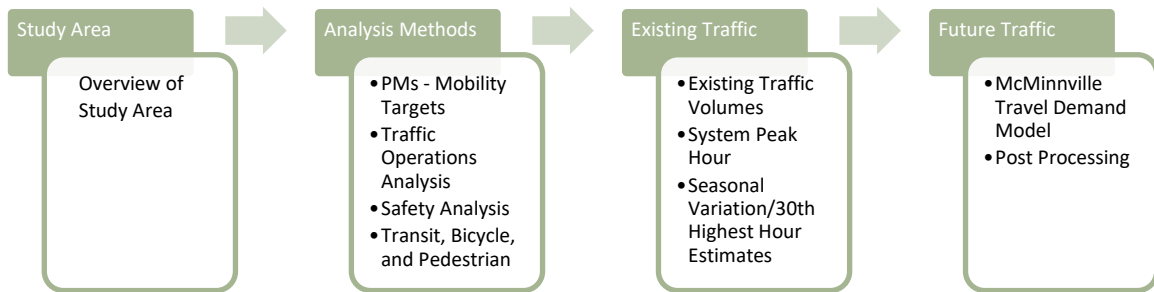 Study Area
Overview of
Study Area
Analysis Methods
•PMs - Mobility
Targets
•Traffic
Operations
Analysis
•Safety Analysis
•Transit, Bicycle,
and Pedestrian
Existing Traffic
•Existing Traffic
Volumes
•System Peak
Hour
•Seasonal
Variation/30th
Highest Hour
Estimates
Future Traffic
•McMinnville
Travel Demand
Model
•Post Processing